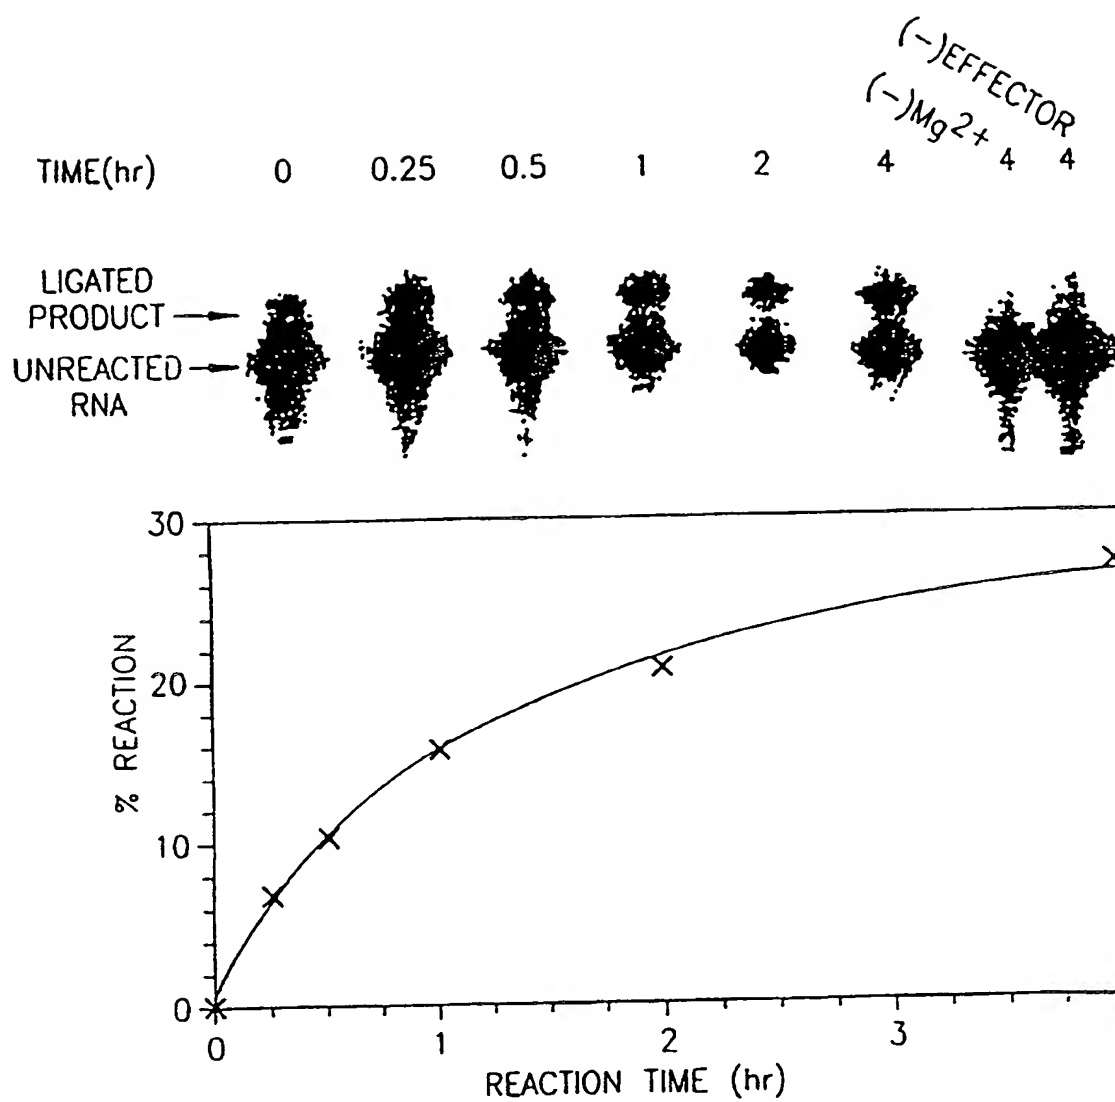 (-)EFFECTOR
(-)Mg2+
TIME(hr) 0 0.25 0.5 1 2 4 4 4
LIGATED
PRODUCT
UNREACTED
RNA
30
20
10
0
% REACTION
0 1 2 3
REACTION TIME (hr)